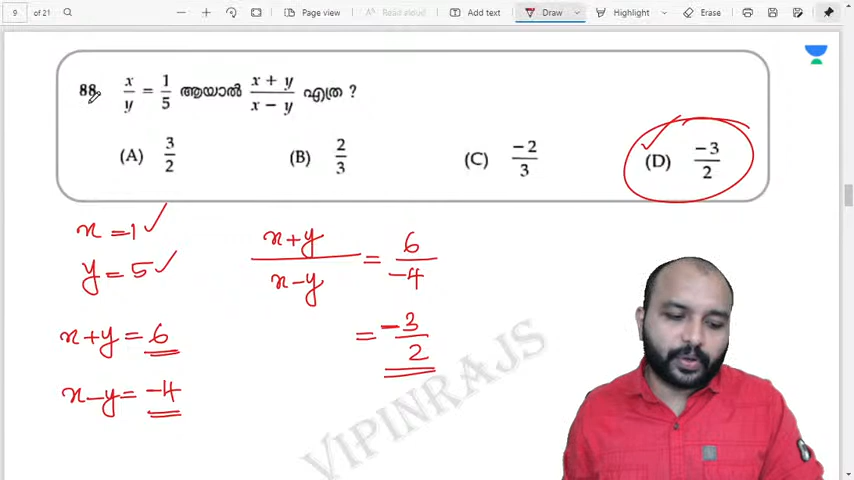 9 of 21 Page view Read aloud Add text Draw Highlight Erase
88. x/y = 1/5 ആയാൽ (x + y)/(x − y) എത്ര ?
(A) 3/2 (B) 2/3 (C) −2/3 (D) −3/2
x = 1 ✓
y = 5 ✓
(x+y)/(x−y) = 6/−4
x+y = 6
= −3/2
x−y = −4
VIPINRAJS